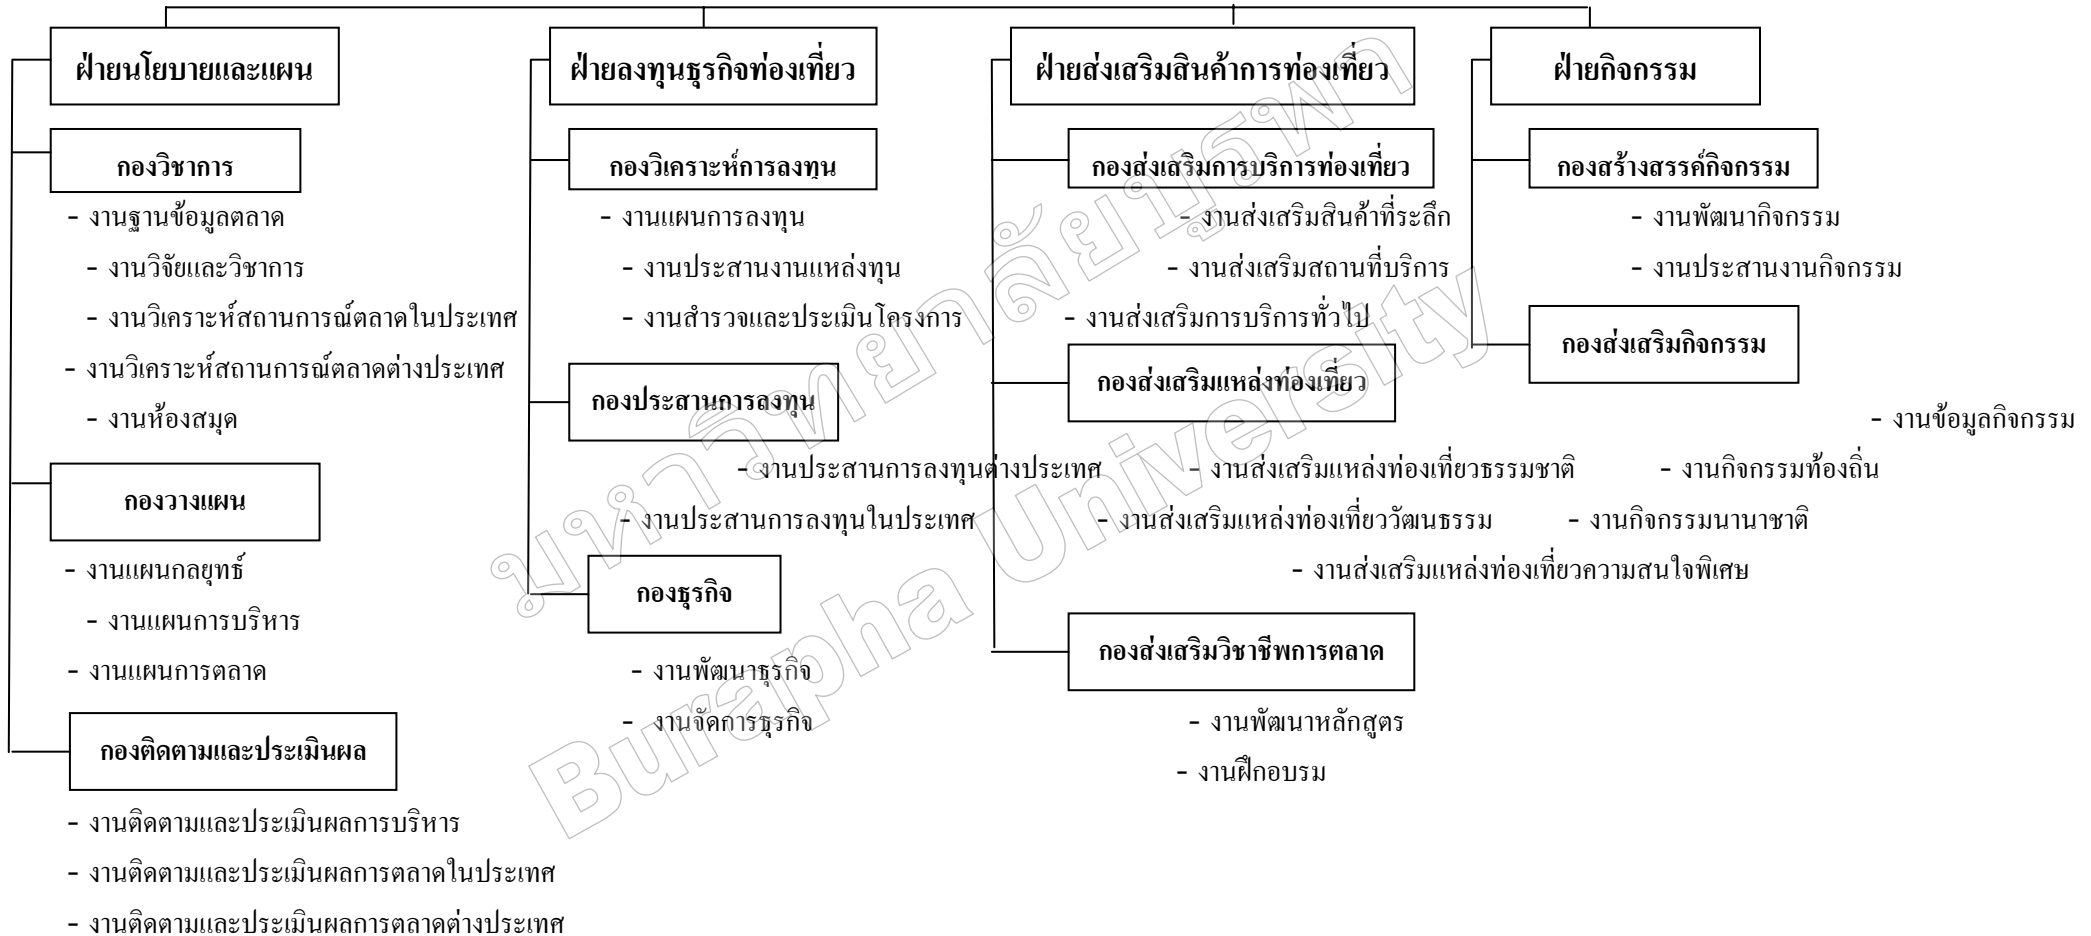 ฝ่ายนโยบายและแผน
กองวิชาการ
- งานฐานข้อมูลตลาด
- งานวิจัยและวิชาการ
- งานวิเคราะห์สถานการณ์ตลาดในประเทศ
- งานวิเคราะห์สถานการณ์ตลาดต่างประเทศ
- งานห้องสมุด
กองวางแผน
- งานแผนกลยุทธ์
- งานแผนการบริหาร
- งานแผนการตลาด
กองติดตามและประเมินผล
- งานติดตามและประเมินผลการบริหาร
- งานติดตามและประเมินผลการตลาดในประเทศ
- งานติดตามและประเมินผลการตลาดต่างประเทศ
ฝ่ายลงทุนธุรกิจท่องเที่ยว
กองวิเคราะห์การลงทุน
- งานแผนการลงทุน
- งานประสานงานแหล่งทุน
- งานสำรวจและประเมินโครงการ
กองประสานการลงทุน
- งานประสานการลงทุนต่างประเทศ
- งานประสานการลงทุนในประเทศ
กองธุรกิจ
- งานพัฒนาธุรกิจ
- งานจัดการธุรกิจ
ฝ่ายส่งเสริมสินค้าการท่องเที่ยว
กองส่งเสริมการบริการท่องเที่ยว
- งานส่งเสริมสินค้าที่ระลึก
- งานส่งเสริมสถานที่บริการ
- งานส่งเสริมการบริการทั่วไป
กองส่งเสริมแหล่งท่องเที่ยว
- งานส่งเสริมแหล่งท่องเที่ยวธรรมชาติ
- งานส่งเสริมแหล่งท่องเที่ยววัฒนธรรม
- งานส่งเสริมแหล่งท่องเที่ยวความสนใจพิเศษ
กองส่งเสริมวิชาชีพการตลาด
- งานพัฒนาหลักสูตร
- งานฝึกอบรม
ฝ่ายกิจกรรม
กองสร้างสรรค์กิจกรรม
- งานพัฒนากิจกรรม
- งานประสานงานกิจกรรม
กองส่งเสริมกิจกรรม
- งานข้อมูลกิจกรรม
- งานกิจกรรมท้องถิ่น
- งานกิจกรรมนานาชาติ
มหาวิทยาลัยบูรพา
Burapha University